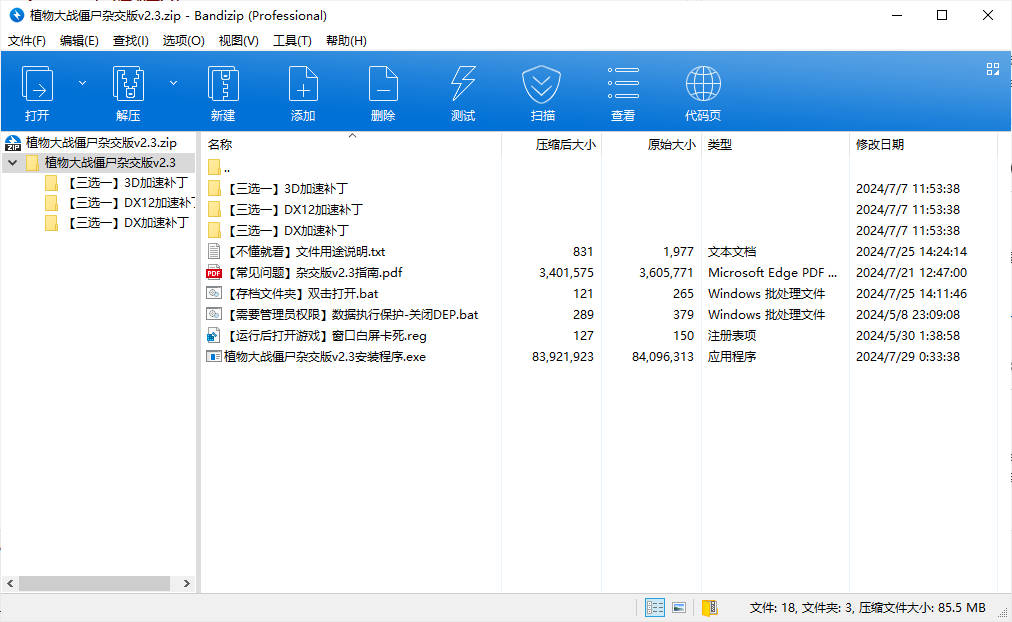 植物大战僵尸杂交版v2.3.zip - Bandizip (Professional)
文件(F) 编辑(E) 查找(I) 选项(O) 视图(V) 工具(T) 帮助(H)
打开 解压 新建 添加 删除 测试 扫描 查看 代码页
植物大战僵尸杂交版v2.3.zip
植物大战僵尸杂交版v2.3
【三选一】3D加速补丁
【三选一】DX12加速补丁
【三选一】DX加速补丁
名称 压缩后大小 原始大小 类型 修改日期
..
【三选一】3D加速补丁 2024/7/7 11:53:38
【三选一】DX12加速补丁 2024/7/7 11:53:38
【三选一】DX加速补丁 2024/7/7 11:53:38
【不懂就看】文件用途说明.txt 831 1,977 文本文档 2024/7/25 14:24:14
PDF 【常见问题】杂交版v2.3指南.pdf 3,401,575 3,605,771 Microsoft Edge PDF ... 2024/7/21 12:47:00
【存档文件夹】双击打开.bat 121 265 Windows 批处理文件 2024/7/25 14:11:46
【需要管理员权限】数据执行保护-关闭DEP.bat 289 379 Windows 批处理文件 2024/5/8 23:09:08
【运行后打开游戏】窗口白屏卡死.reg 127 150 注册表项 2024/5/30 1:38:58
植物大战僵尸杂交版v2.3安装程序.exe 83,921,923 84,096,313 应用程序 2024/7/29 0:33:38
文件: 18, 文件夹: 3, 压缩文件大小: 85.5 MB